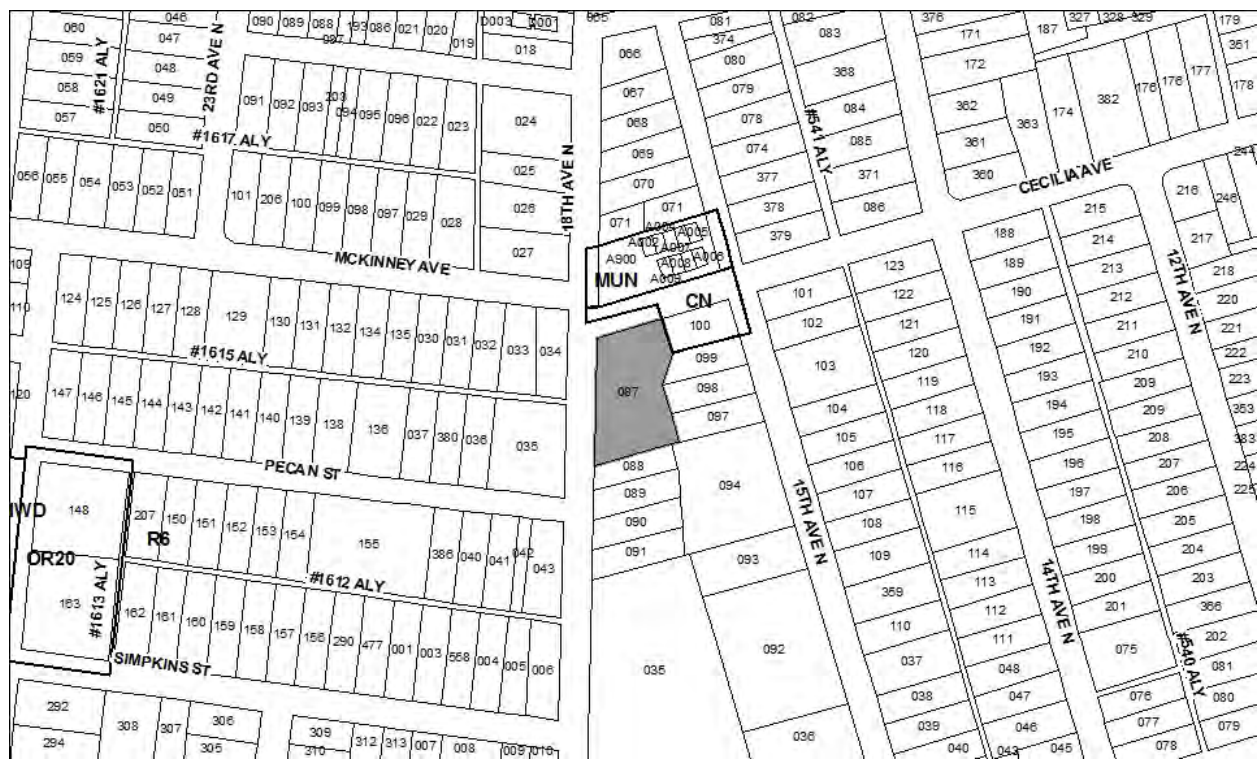 060 046 090 089 088 193 086 021 020 019 0003 0001 065 081 082 376 327 328 329 179
059 047 087 018 066 374 083 171 187 351
#1621 ALY 048 23RD AVE N 080 172 177
058 049 091 092 093 203 094 095 096 022 023 024 067 079 368 362 363 174 382 176 176 178
057 050 #1617 ALY 068 078 #541 ALY 084 361
056 055 054 053 052 051 025 069 074 085 360 CECILIA AVE 244
101 206 100 099 098 097 029 028 026 18TH AVE N 070 377 371 216 246
071 071 378 086 215
027 A004 A005 379 188 214 217
MCKINNEY AVE A002 A007 A006 A900 A008 A009
MUN 123 189 213 12TH AVE N 218
109 CN 101 122 190 212 220
110 124 125 126 127 128 129 130 131 132 134 135 030 031 032 033 034 100 102 121 191 211 221
#1615 ALY 099 103 120 192 210 222
120 147 146 145 144 143 142 141 140 139 138 136 037 380 036 035 087 098 119 193 209 223
097 104 118 194 209 353
105 117 195 208 383
PECAN ST 088 106 116 196 207 224
IWD 148 207 150 151 152 153 154 155 089 094 15TH AVE N 107 115 197 206 225
R6 090 108 198 205
OR20 386 040 041 042 043 091 093 109 114 199 204
#1613 ALY #1612 ALY 359 113 14TH AVE N 200 203
163 162 161 160 159 158 157 156 290 477 001 003 558 004 005 006 110 112 201 366
092 037 111 075 #540 ALY 202
SIMPKINS ST 035 048 081
292 308 307 306 309 038 047 076 080
294 305 310 312 313 007 008 009 010 036 039 046 077 079
040 043 045 078